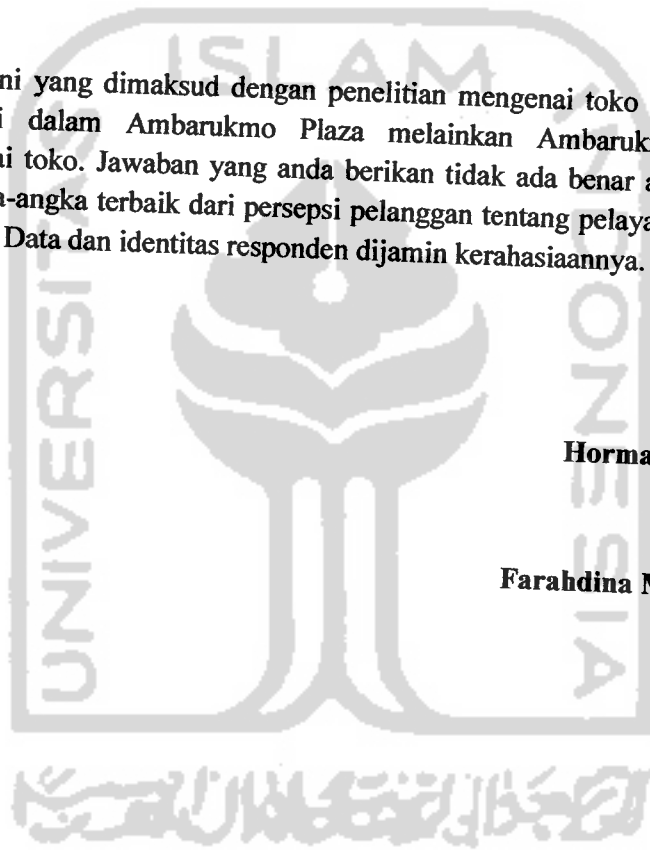 ni yang dimaksud dengan penelitian mengenai toko
i dalam Ambarukmo Plaza melainkan Ambaruk
ai toko. Jawaban yang anda berikan tidak ada benar a
a-angka terbaik dari persepsi pelanggan tentang pelaya
Data dan identitas responden dijamin kerahasiaannya.
Horma
Farahdina
UNIVERSITAS
ISLAM
INDONESIA